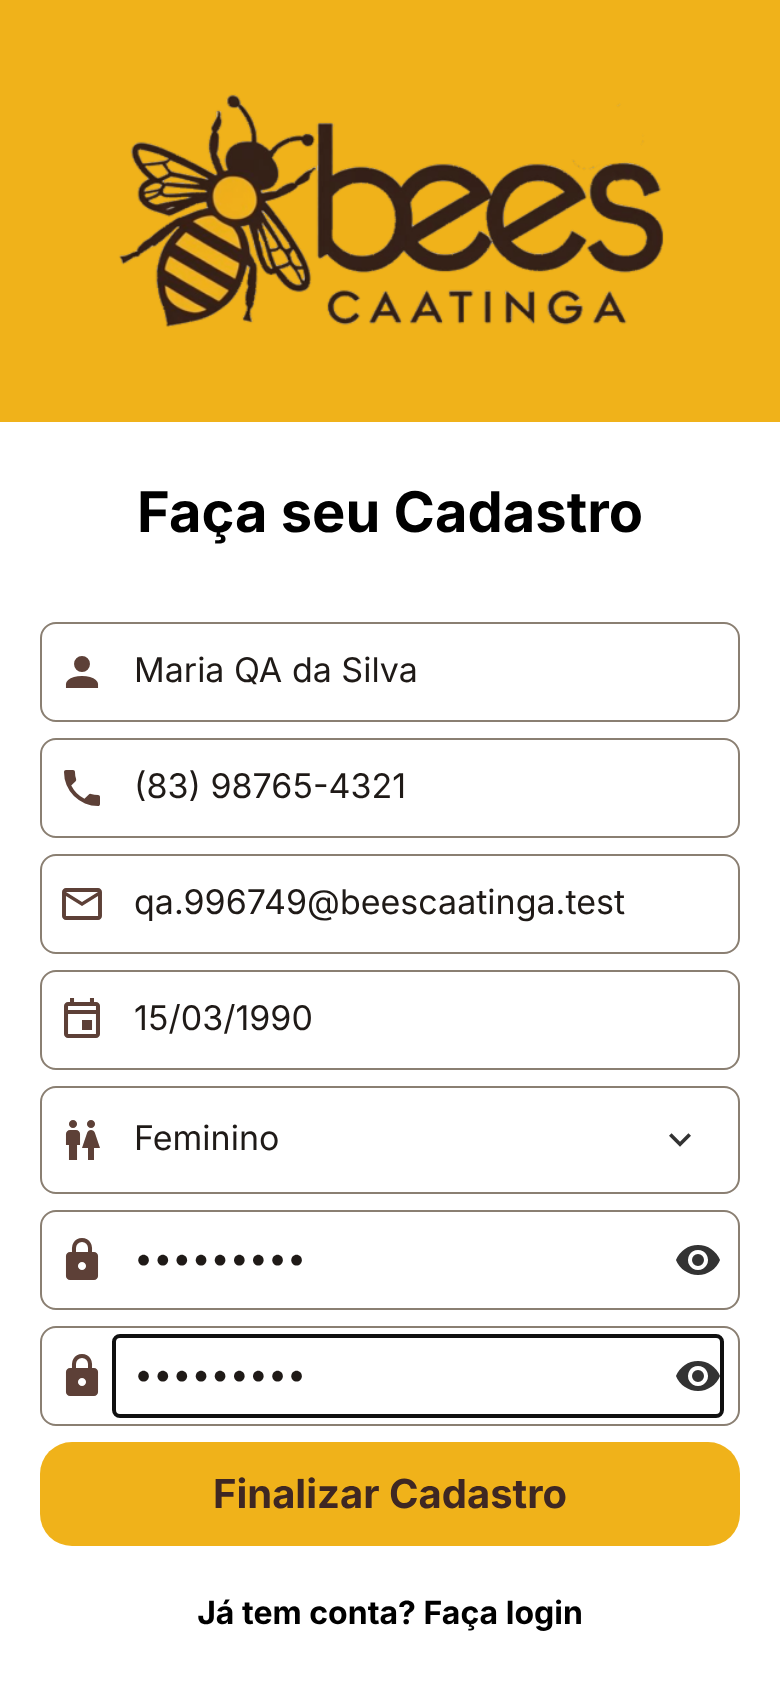 bees
CAATINGA
Faça seu Cadastro
Maria QA da Silva
(83) 98765-4321
qa.996749@beescaatinga.test
15/03/1990
Feminino
•••••••••
•••••••••
Finalizar Cadastro
Já tem conta? Faça login